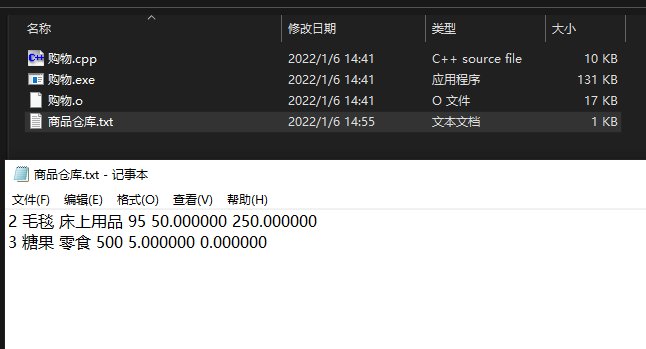 名称 修改日期 类型 大小
购物.cpp 2022/1/6 14:41 C++ source file 10 KB
购物.exe 2022/1/6 14:41 应用程序 131 KB
购物.o 2022/1/6 14:41 O 文件 17 KB
商品仓库.txt 2022/1/6 14:55 文本文档 1 KB
商品仓库.txt - 记事本
文件(F) 编辑(E) 格式(O) 查看(V) 帮助(H)
2 毛毯 床上用品 95 50.000000 250.000000
3 糖果 零食 500 5.000000 0.000000